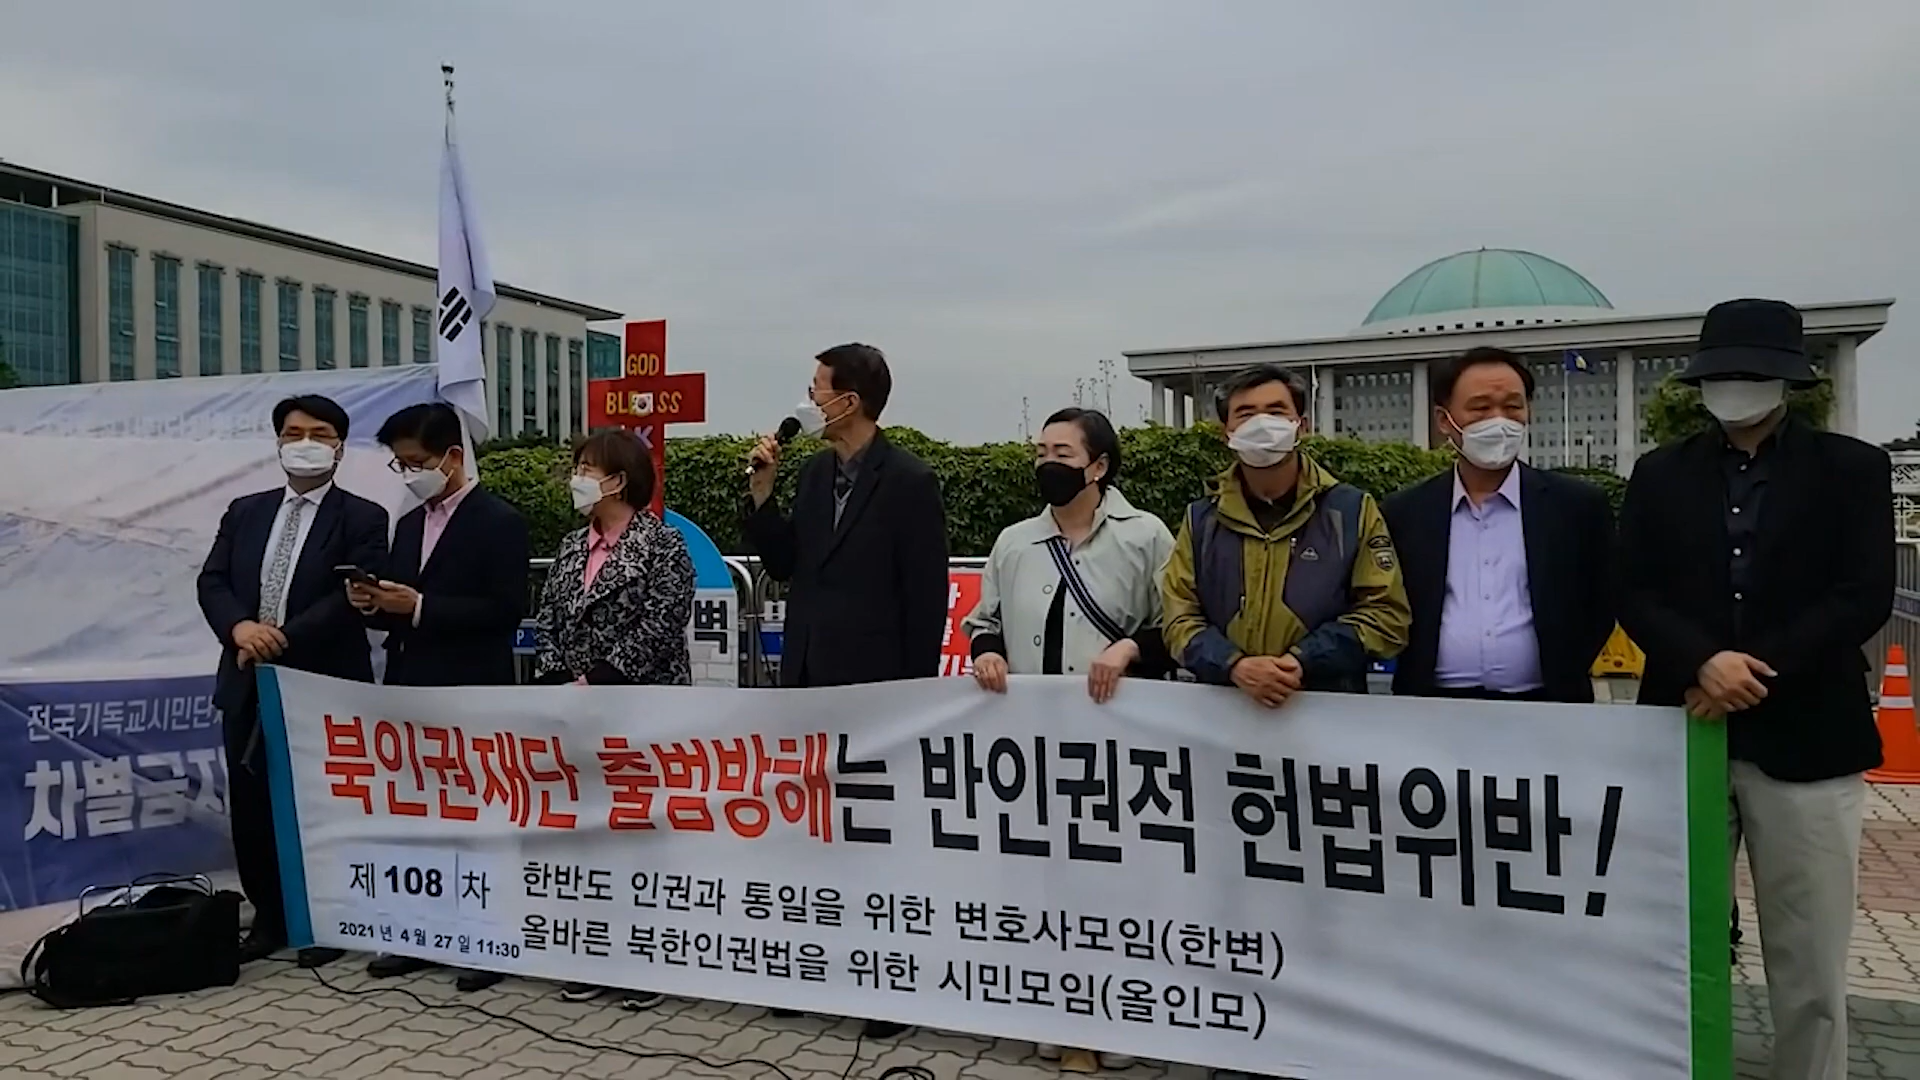 GOD
BLESS
벽
전국기독교시민단
차별금지
북인권재단 출범방해는 반인권적 헌법위반!
제 108 차
2021 년 4 월 27 일 11:30
한반도 인권과 통일을 위한 변호사모임(한변)
올바른 북한인권법을 위한 시민모임(올인모)